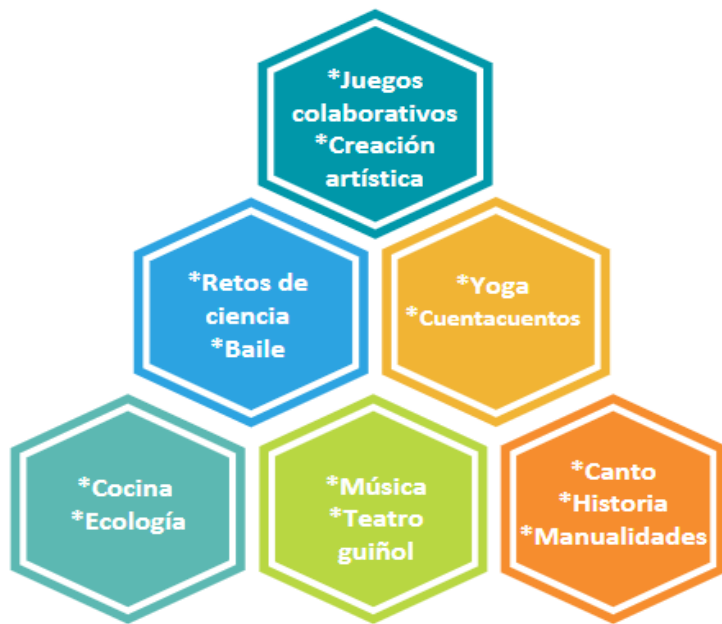 *Juegos
colaborativos
*Creación
artística
*Retos de
ciencia
*Baile
*Yoga
*Cuentacuentos
*Cocina
*Ecología
*Música
*Teatro
guiñol
*Canto
*Historia
*Manualidades